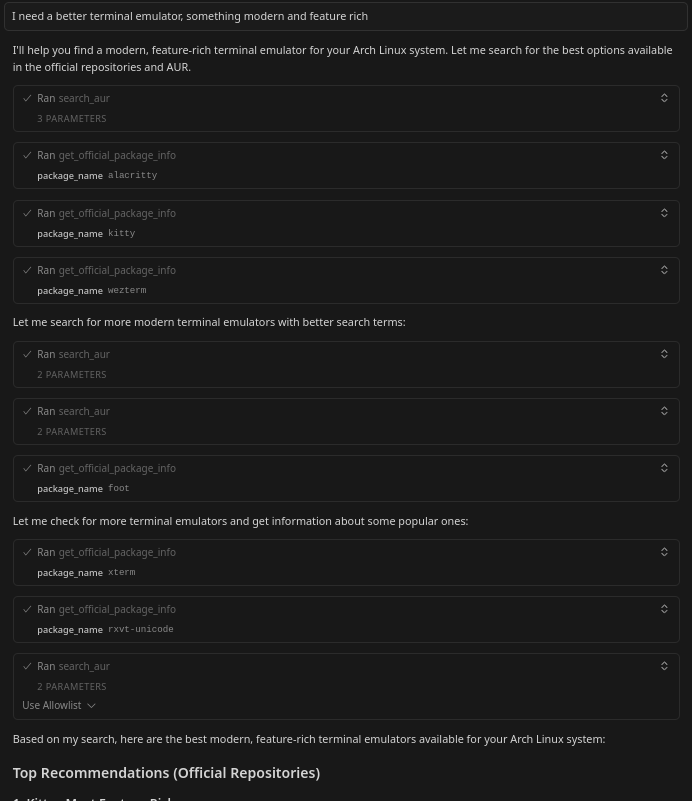 I need a better terminal emulator, something modern and feature rich
I'll help you find a modern, feature-rich terminal emulator for your Arch Linux system. Let me search for the best options available
in the official repositories and AUR.
Ran search_aur
3 PARAMETERS
Ran get_official_package_info
package_name alacritty
Ran get_official_package_info
package_name kitty
Ran get_official_package_info
package_name wezterm
Let me search for more modern terminal emulators with better search terms:
Ran search_aur
2 PARAMETERS
Ran search_aur
2 PARAMETERS
Ran get_official_package_info
package_name foot
Let me check for more terminal emulators and get information about some popular ones:
Ran get_official_package_info
package_name xterm
Ran get_official_package_info
package_name rxvt-unicode
Ran search_aur
2 PARAMETERS
Use Allowlist
Based on my search, here are the best modern, feature-rich terminal emulators available for your Arch Linux system:
Top Recommendations (Official Repositories)